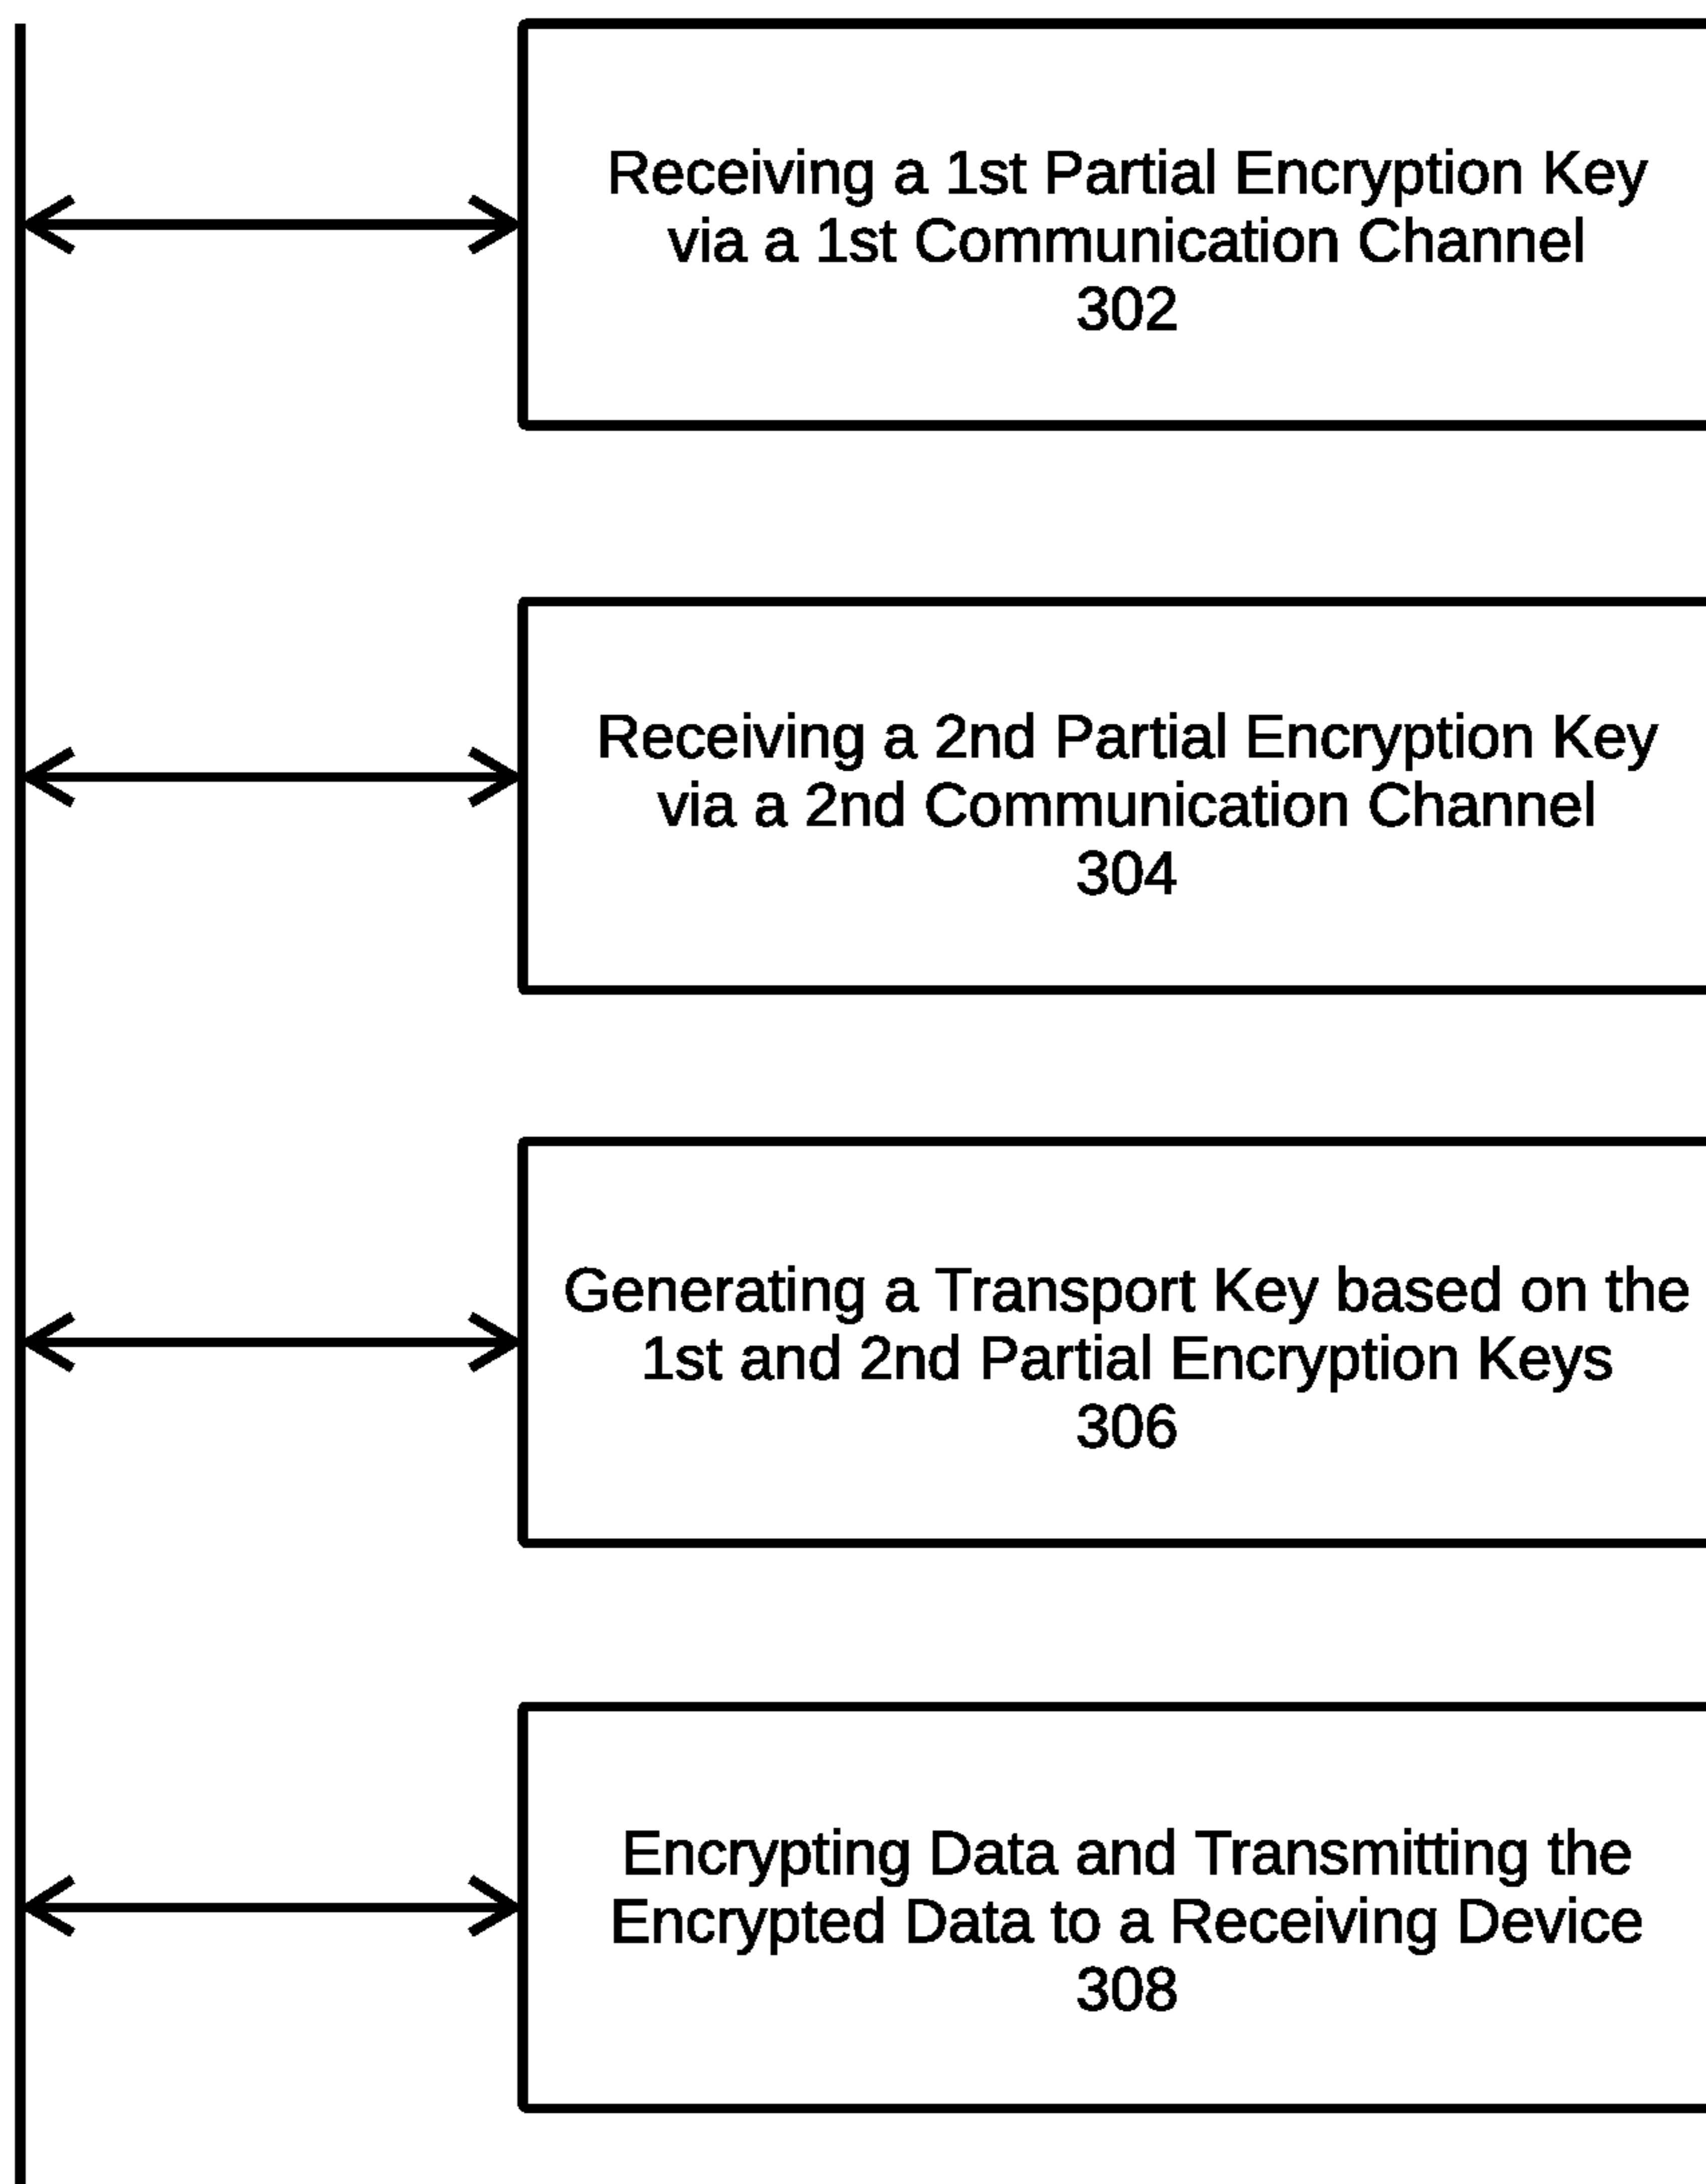 Receiving a 1st Partial Encryption Key
via a 1st Communication Channel
302
Receiving a 2nd Partial Encryption Key
via a 2nd Communication Channel
304
Generating a Transport Key based on the
1st and 2nd Partial Encryption Keys
306
Encrypting Data and Transmitting the
Encrypted Data to a Receiving Device
308